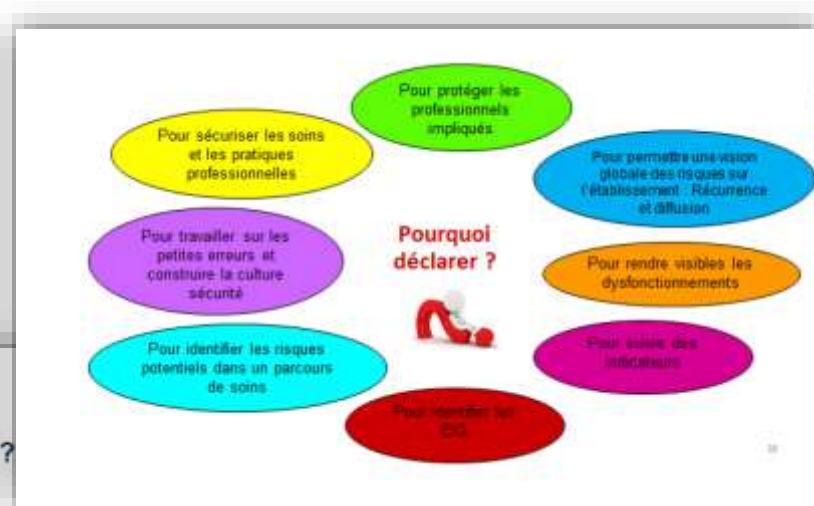 Pour protéger les
professionnels
impliqués
Pour sécuriser les soins
et les pratiques
professionnelles
Pour permettre une vision
globale des risques sur
l'établissement : Récurrence
et diffusion
Pour travailler sur les
petites erreurs et
construire la culture
sécurité
Pourquoi
déclarer ?
Pour rendre visibles les
dysfonctionnements
Pour identifier les risques
potentiels dans un parcours
de soins
Pour suivre des
indicateurs
Pour identifier les
?